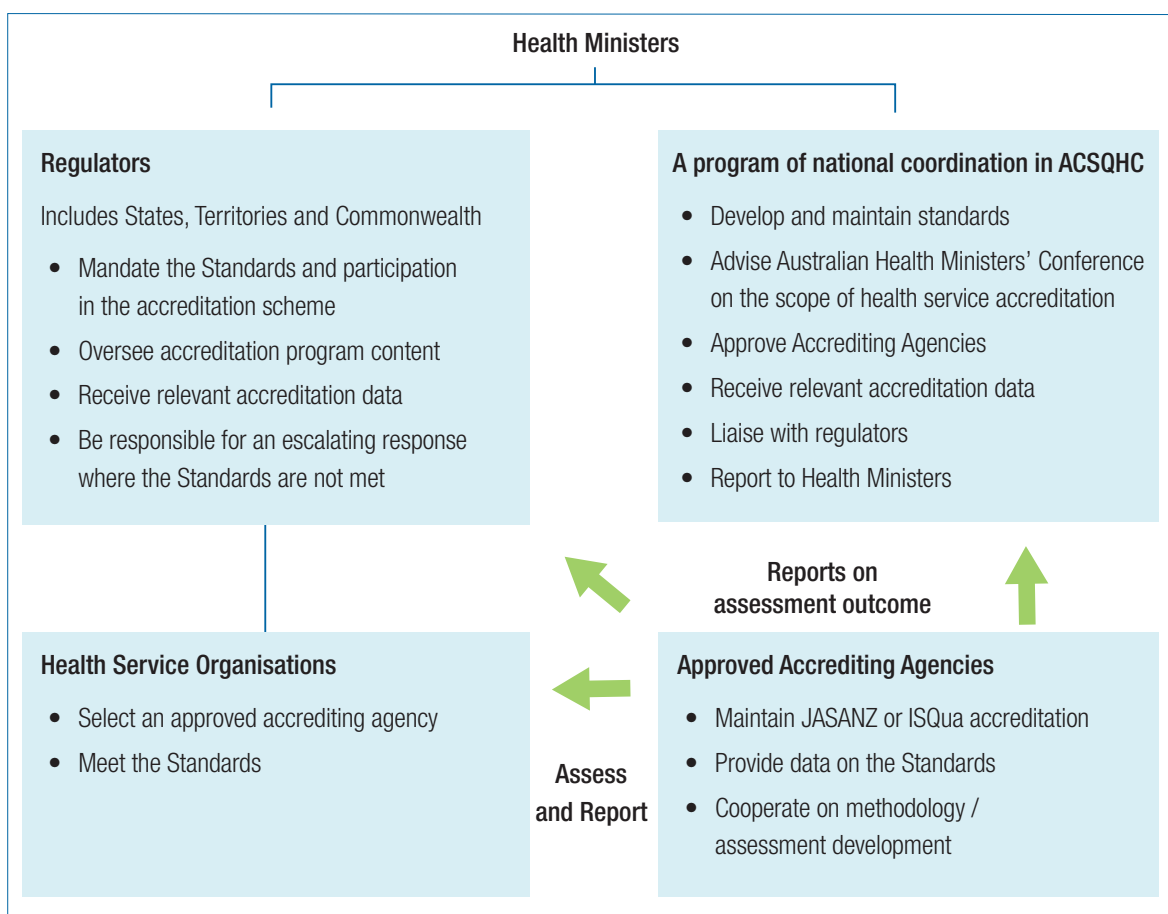 Health Ministers
Regulators
Includes States, Territories and Commonwealth
• Mandate the Standards and participation
in the accreditation scheme
• Oversee accreditation program content
• Receive relevant accreditation data
• Be responsible for an escalating response
where the Standards are not met
A program of national coordination in ACSQHC
• Develop and maintain standards
• Advise Australian Health Ministers’ Conference
on the scope of health service accreditation
• Approve Accrediting Agencies
• Receive relevant accreditation data
• Liaise with regulators
• Report to Health Ministers
Reports on
assessment outcome
Health Service Organisations
• Select an approved accrediting agency
• Meet the Standards
Assess
and Report
Approved Accrediting Agencies
• Maintain JASANZ or ISQua accreditation
• Provide data on the Standards
• Cooperate on methodology /
assessment development